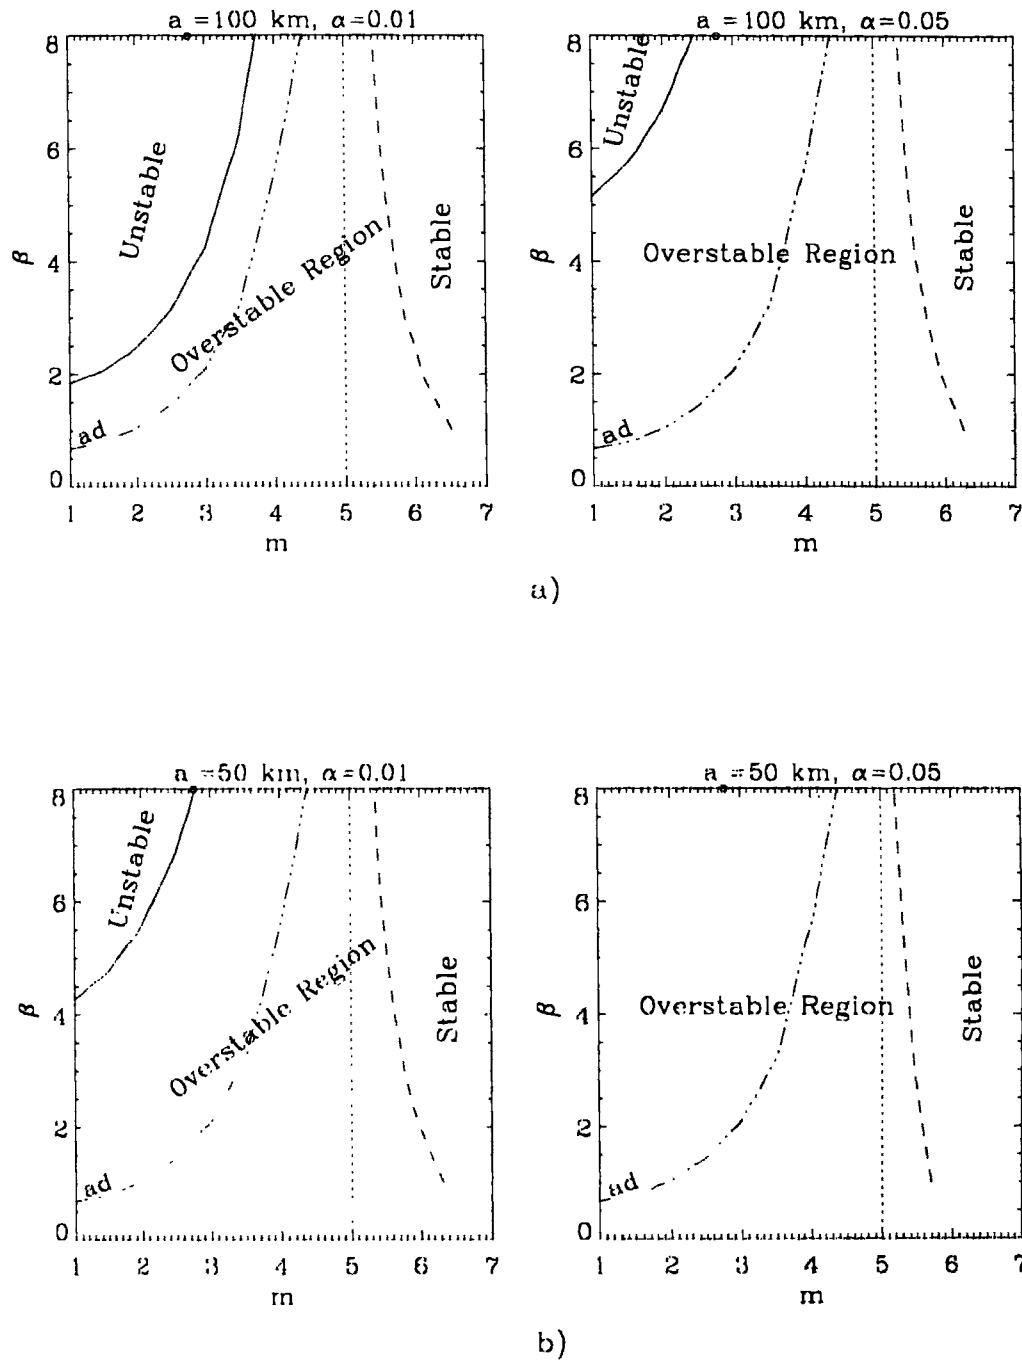 a =100 km, α=0.01
8
6
4
2
0
β
Unstable
Overstable Region
Stable
ad
1 2 3 4 5 6 7
m
a =100 km, α=0.05
8
6
4
2
0
β
Unstable
Overstable Region
Stable
ad
1 2 3 4 5 6 7
m
a)
a =50 km, α=0.01
8
6
4
2
0
β
Unstable
Overstable Region
Stable
ad
1 2 3 4 5 6 7
m
a =50 km, α=0.05
8
6
4
2
0
β
Overstable Region
Stable
ad
1 2 3 4 5 6 7
m
b)